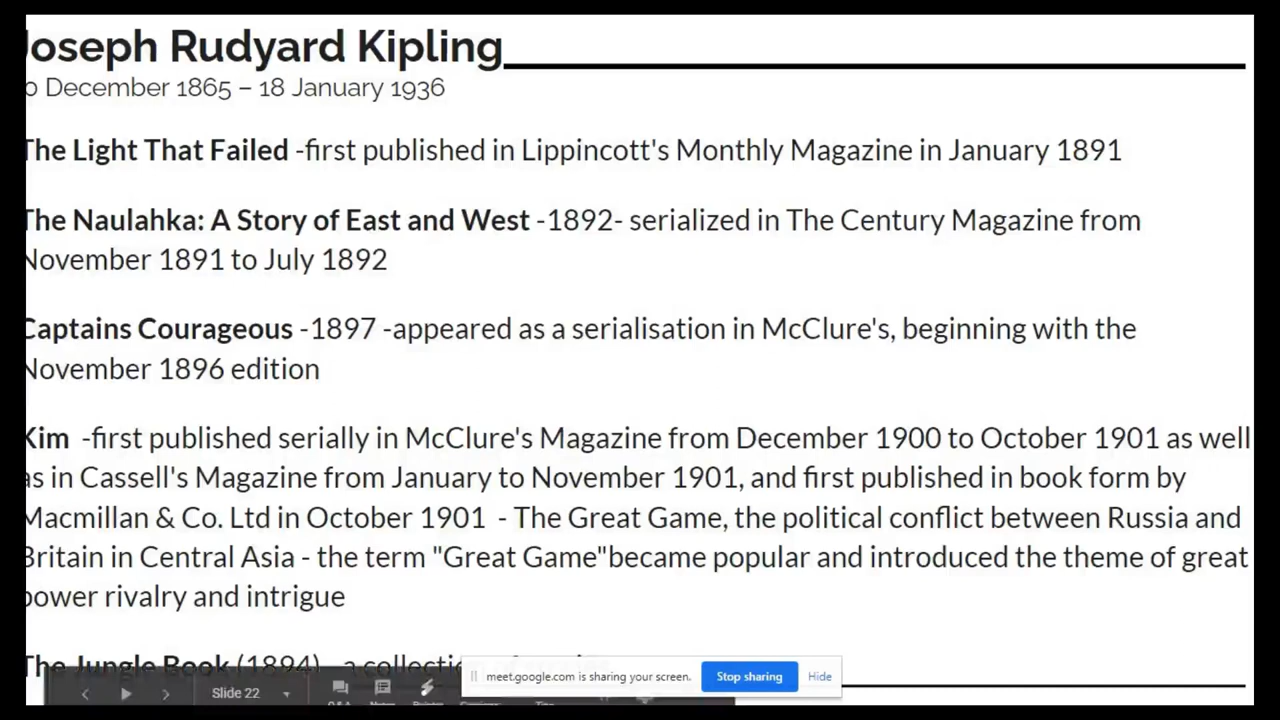 Joseph Rudyard Kipling
0 December 1865 – 18 January 1936
The Light That Failed -first published in Lippincott's Monthly Magazine in January 1891
The Naulahka: A Story of East and West -1892- serialized in The Century Magazine from
November 1891 to July 1892
Captains Courageous -1897 -appeared as a serialisation in McClure's, beginning with the
November 1896 edition
Kim -first published serially in McClure's Magazine from December 1900 to October 1901 as well
as in Cassell's Magazine from January to November 1901, and first published in book form by
Macmillan & Co. Ltd in October 1901 - The Great Game, the political conflict between Russia and
Britain in Central Asia - the term "Great Game"became popular and introduced the theme of great
power rivalry and intrigue
The Jungle Book (1894) - a collection of stories
meet.google.com is sharing your screen. Stop sharing Hide
Slide 22